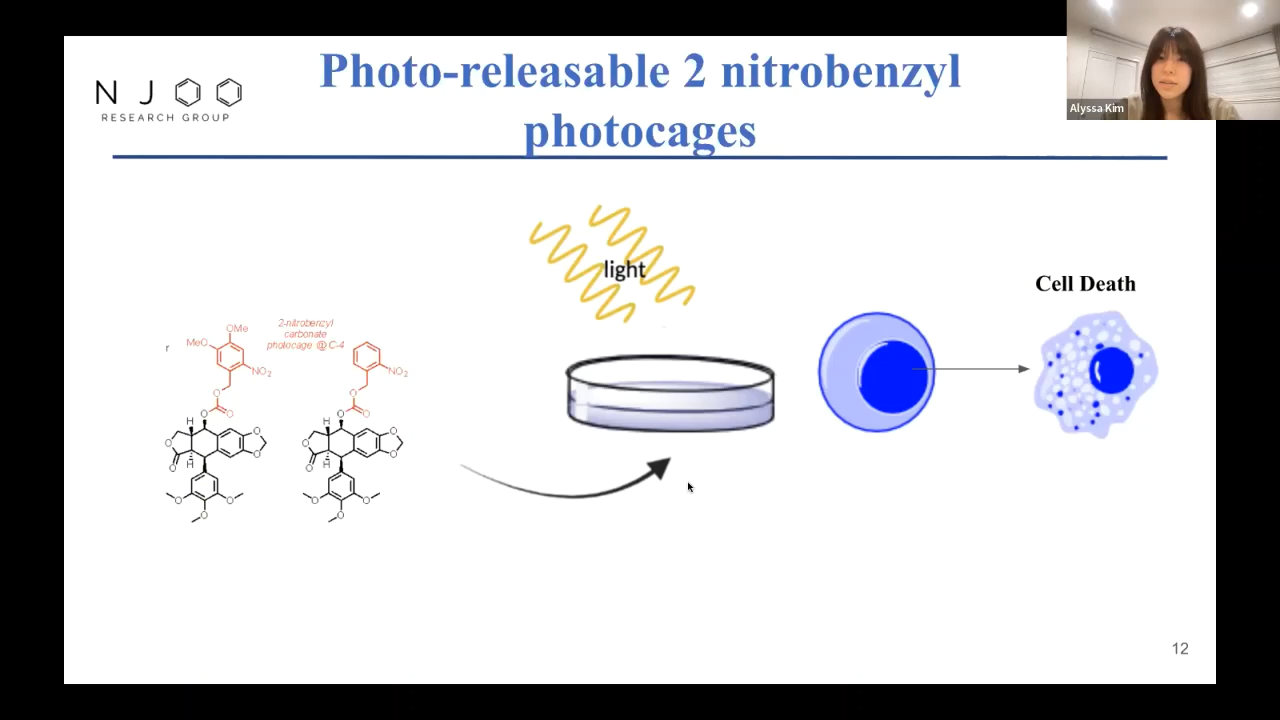 Photo-releasable 2 nitrobenzyl
photocages
N J
RESEARCH GROUP
Alyssa Kim
light
Cell Death
2-nitrobenzyl
carbonate
photocage @ C-4
r
OMe
MeO
NO2
O
O
O
H
O
O
O
O
H
O
O
O
NO2
O
O
O
H
O
O
O
O
H
O
O
O
12